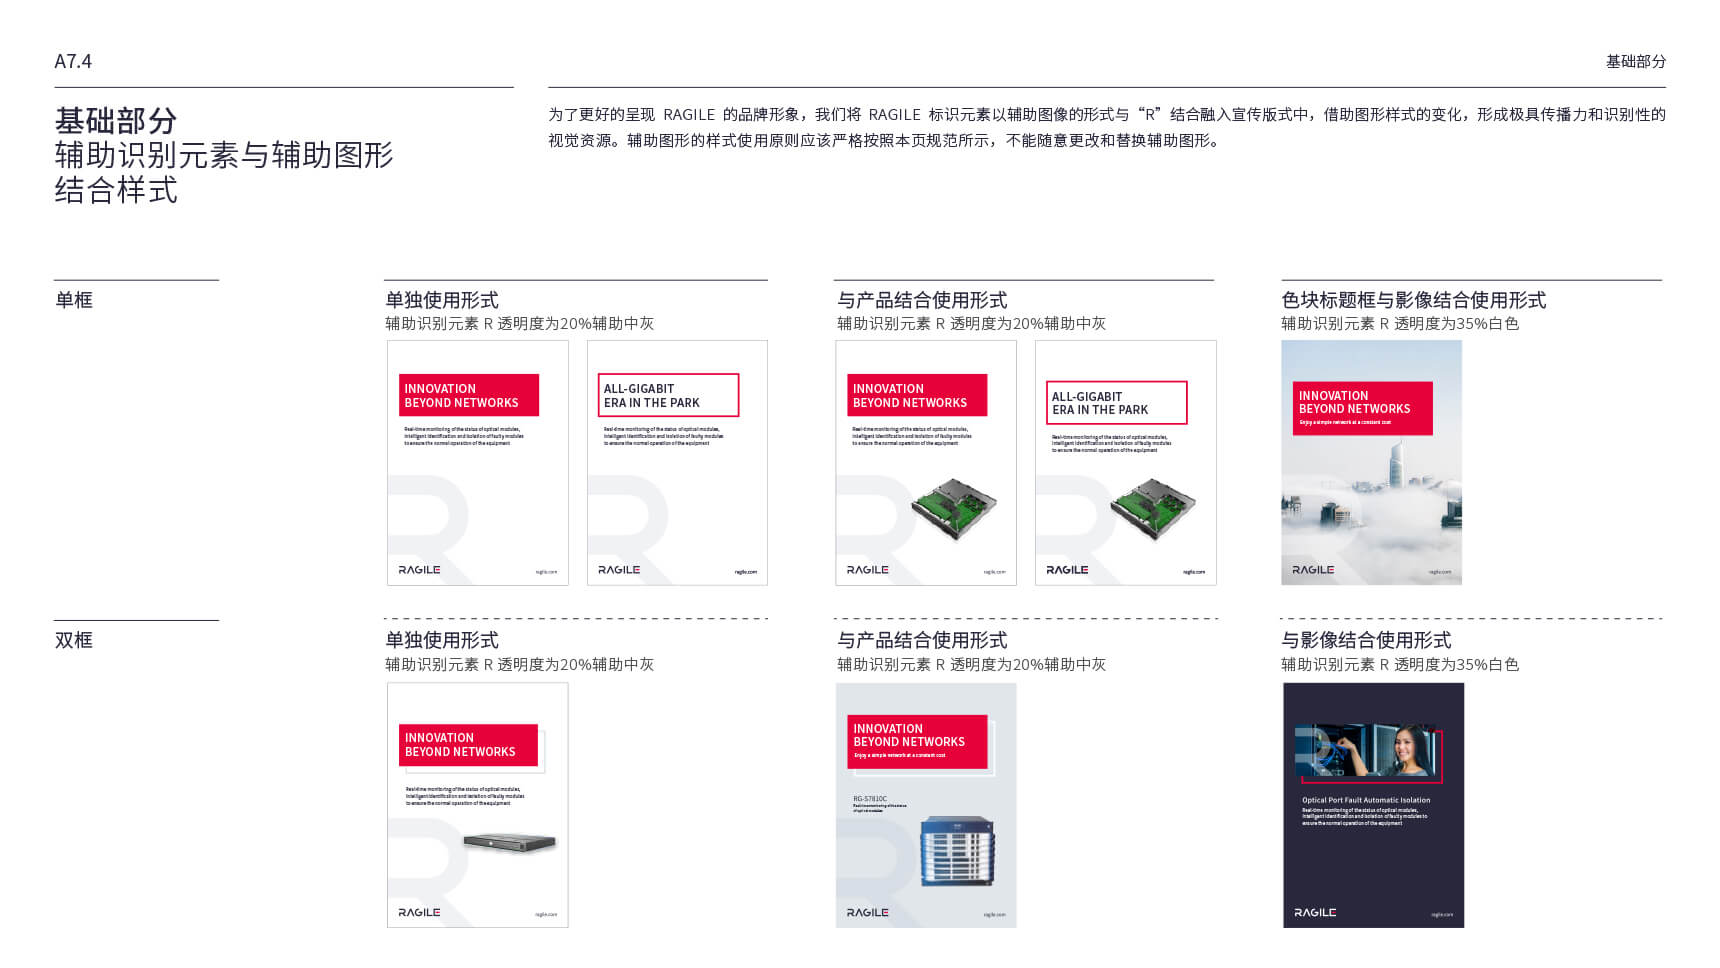 A7.4
基础部分
基础部分
辅助识别元素与辅助图形
结合样式
为了更好的呈现 RAGILE 的品牌形象，我们将 RAGILE 标识元素以辅助图像的形式与“R”结合融入宣传版式中，借助图形样式的变化，形成极具传播力和识别性的
视觉资源。辅助图形的样式使用原则应该严格按照本页规范所示，不能随意更改和替换辅助图形。
单框
单独使用形式
辅助识别元素 R 透明度为20%辅助中灰
INNOVATION
BEYOND NETWORKS
Real-time monitoring of the status of optical modules,
intelligent identification and isolation of faulty modules
to ensure the normal operation of the equipment
R
RAGILE
ragile.com
ALL-GIGABIT
ERA IN THE PARK
Real-time monitoring of the status of optical modules,
intelligent identification and isolation of faulty modules
to ensure the normal operation of the equipment
R
RAGILE
ragile.com
与产品结合使用形式
辅助识别元素 R 透明度为20%辅助中灰
INNOVATION
BEYOND NETWORKS
Real-time monitoring of the status of optical modules,
intelligent identification and isolation of faulty modules
to ensure the normal operation of the equipment
R
RAGILE
ragile.com
ALL-GIGABIT
ERA IN THE PARK
Real-time monitoring of the status of optical modules,
intelligent identification and isolation of faulty modules
to ensure the normal operation of the equipment
R
RAGILE
ragile.com
色块标题框与影像结合使用形式
辅助识别元素 R 透明度为35%白色
INNOVATION
BEYOND NETWORKS
Enjoy a simple network at a constant cost
R
RAGILE
ragile.com
双框
单独使用形式
辅助识别元素 R 透明度为20%辅助中灰
INNOVATION
BEYOND NETWORKS
Real-time monitoring of the status of optical modules,
intelligent identification and isolation of faulty modules
to ensure the normal operation of the equipment
R
RAGILE
ragile.com
与产品结合使用形式
辅助识别元素 R 透明度为20%辅助中灰
INNOVATION
BEYOND NETWORKS
Enjoy a simple network at a constant cost
RG-S7810C
Real-time monitoring of the status
of optical modules
R
RAGILE
ragile.com
与影像结合使用形式
辅助识别元素 R 透明度为35%白色
R
Optical Port Fault Automatic Isolation
Real-time monitoring of the status of optical modules,
intelligent identification and isolation of faulty modules to
ensure the normal operation of the equipment
RAGILE
ragile.com